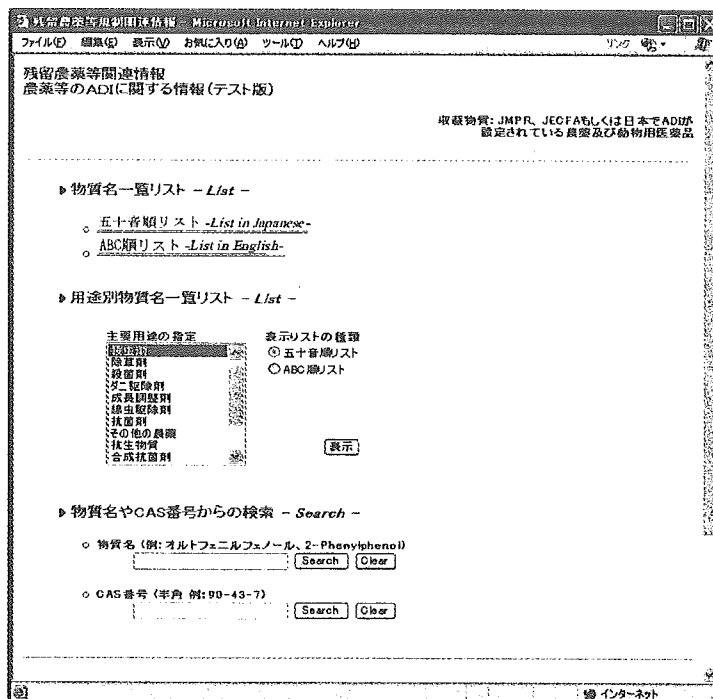 残留農薬等規制関連情報 - Microsoft Internet Explorer
ファイル(F) 編集(E) 表示(V) お気に入り(A) ツール(T) ヘルプ(H)
リンク
残留農薬等関連情報
農薬等のADIに関する情報(テスト版)
収載物質: JMPR、JECFAもしくは日本でADIが
設定されている農薬及び動物用医薬品
物質名一覧リスト - List -
五十音順リスト -List in Japanese-
ABC順リスト -List in English-
用途別物質名一覧リスト - List -
主要用途の指定 表示リストの種類
五十音順リスト
除草剤
ABC順リスト
殺菌剤
ダニ駆除剤
成長調整剤
線虫駆除剤
抗菌剤
その他の農薬
抗生物質
表示
合成抗菌剤
物質名やCAS番号からの検索 - Search -
物質名 (例: オルトフェニルフェノール、2-Phenylphenol)
Search Clear
CAS番号 (半角 例: 90-43-7)
Search Clear
インターネット